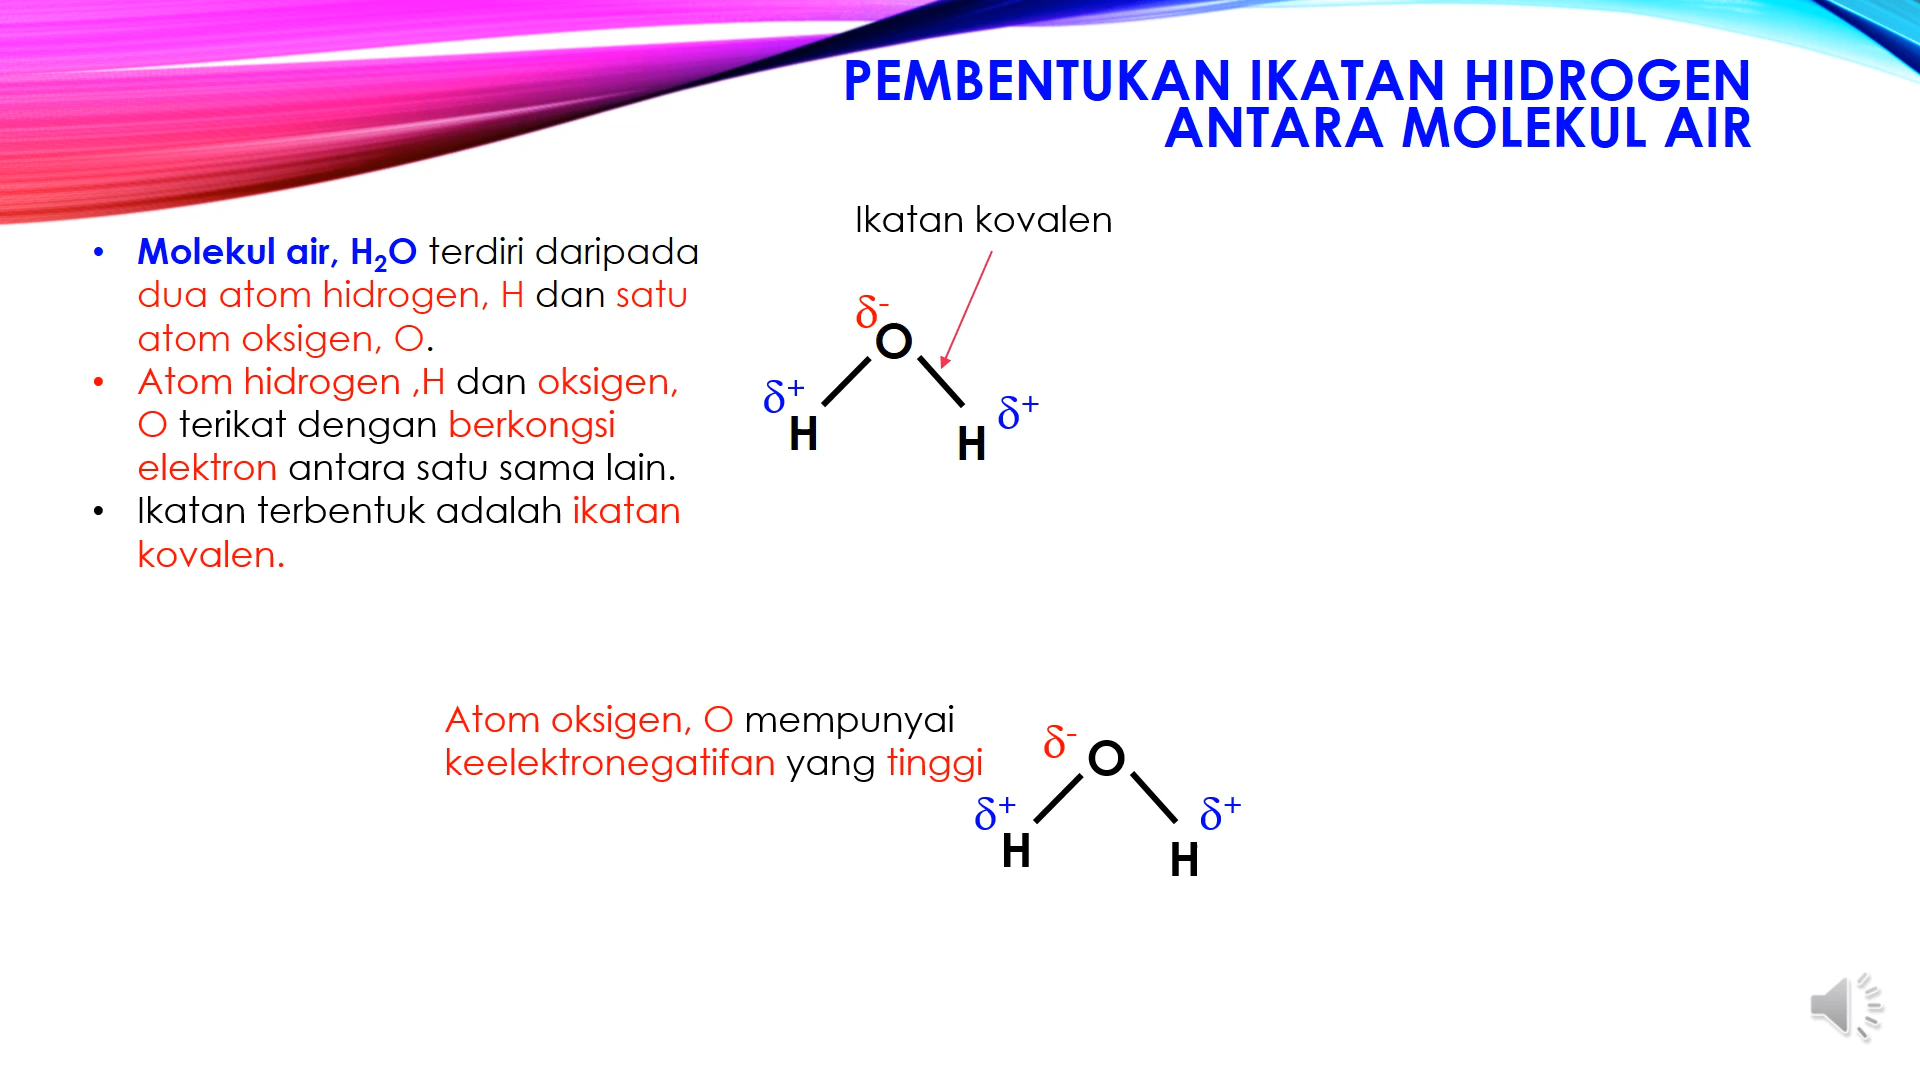 PEMBENTUKAN IKATAN HIDROGEN
ANTARA MOLEKUL AIR
• Molekul air, H₂O terdiri daripada
dua atom hidrogen, H dan satu
atom oksigen, O.
• Atom hidrogen ,H dan oksigen,
O terikat dengan berkongsi
elektron antara satu sama lain.
• Ikatan terbentuk adalah ikatan
kovalen.
Ikatan kovalen
δ⁻
O
δ⁺
δ⁺
H
H
Atom oksigen, O mempunyai
keelektronegatifan yang tinggi
δ⁻
O
δ⁺
δ⁺
H
H